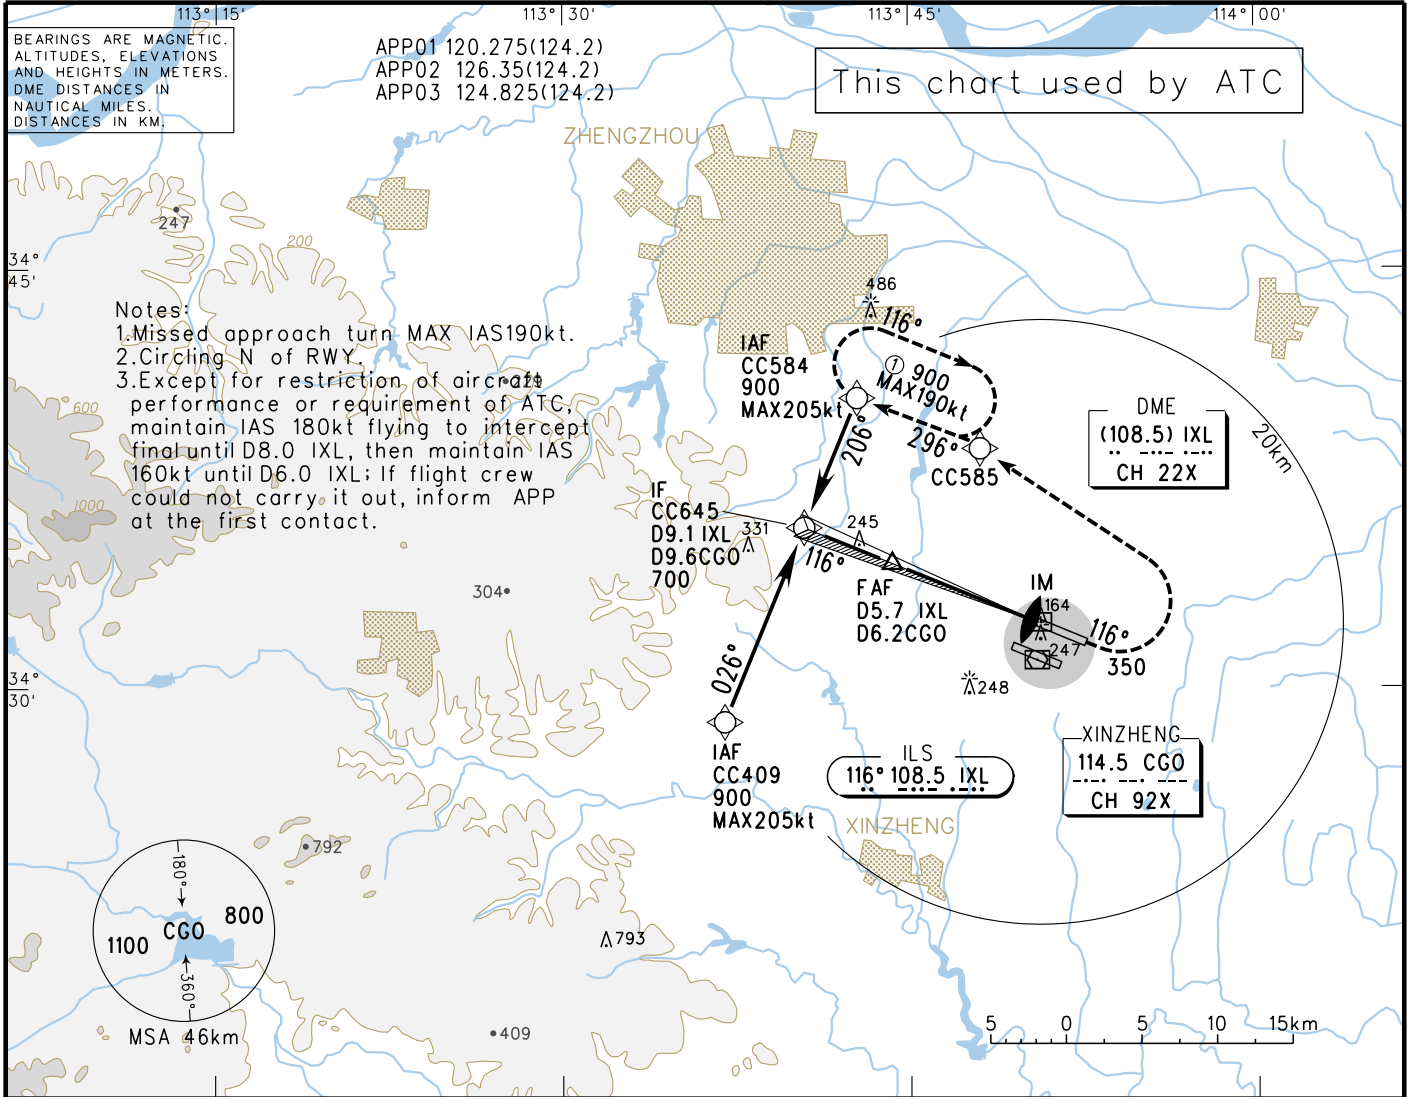 113° 15'
113° 30'
113° 45'
114° 00'
BEARINGS ARE MAGNETIC.
ALTITUDES, ELEVATIONS
AND HEIGHTS IN METERS.
DME DISTANCES IN
NAUTICAL MILES.
DISTANCES IN KM.
APP01 120.275(124.2)
APP02 126.35(124.2)
APP03 124.825(124.2)
This chart used by ATC
ZHENGZHOU
247
200
34°
45'
486
Notes:
1.Missed approach turn MAX IAS190kt.
2.Circling N of RWY.
3.Except for restriction of aircraft
performance or requirement of ATC,
maintain IAS 180kt flying to intercept
final until D8.0 IXL, then maintain IAS
160kt until D6.0 IXL; If flight crew
could not carry it out, inform APP
at the first contact.
600
1000
IAF
CC584
900
MAX205kt
116°
1
900
MAX190kt
296°
CC585
206°
DME
(108.5) IXL
CH 22X
20km
IF
CC645
D9.1 IXL
D9.6CGO
700
331
245
116°
FAF
D5.7 IXL
D6.2CGO
304
IM
164
247
116°
350
248
34°
30'
026°
IAF
CC409
900
MAX205kt
ILS
116° 108.5 IXL
XINZHENG
114.5 CGO
CH 92X
XINZHENG
792
180°
CGO
800
1100
360°
MSA 46km
793
409
5 0 5 10 15km